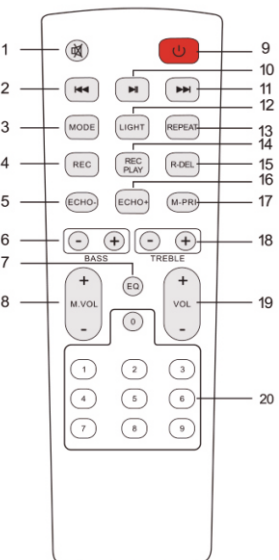 1 9
10
2 11
12
3 MODE LIGHT REPEAT 13
14
4 REC REC PLAY R-DEL 15
16
5 ECHO- ECHO+ M-PRI 17
6 - + - + 18
BASS TREBLE
7 EQ
8 + M.VOL - + VOL - 19
0
1 2 3
4 5 6 20
7 8 9